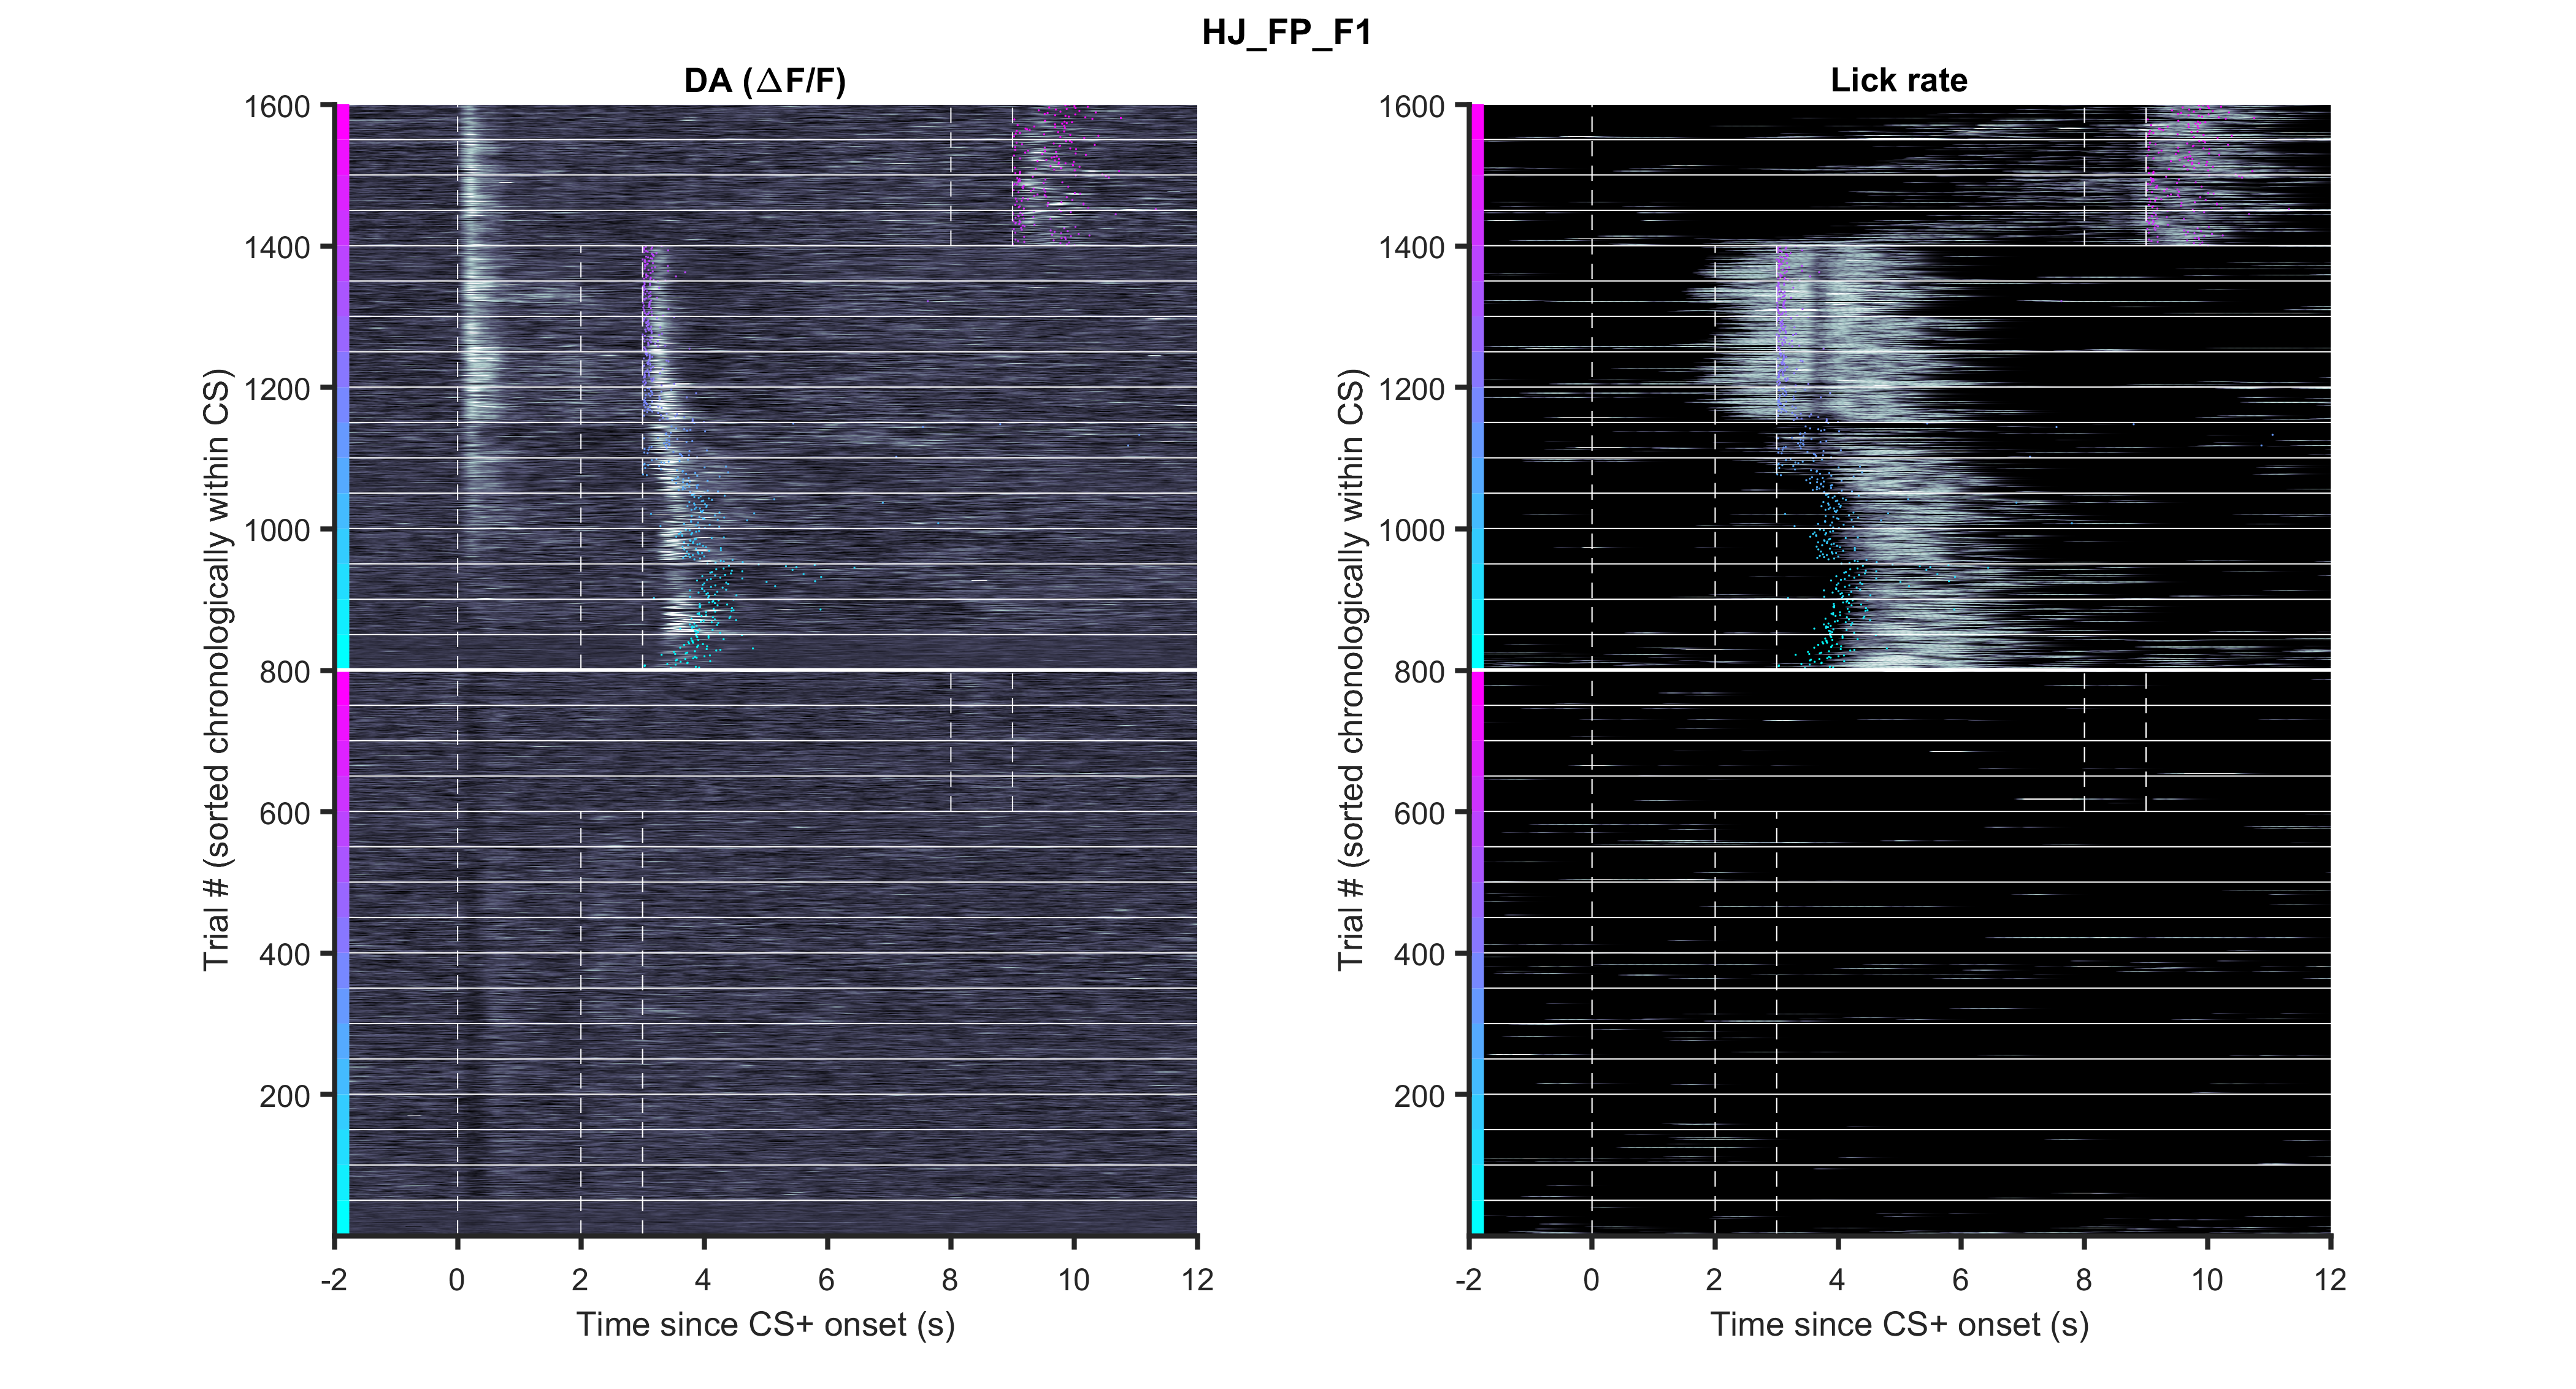 HJ_FP_F1
DA (ΔF/F)
Trial # (sorted chronologically within CS)
1600
1400
1200
1000
800
600
400
200
-2 0 2 4 6 8 10 12
Time since CS+ onset (s)
Lick rate
Trial # (sorted chronologically within CS)
1600
1400
1200
1000
800
600
400
200
-2 0 2 4 6 8 10 12
Time since CS+ onset (s)